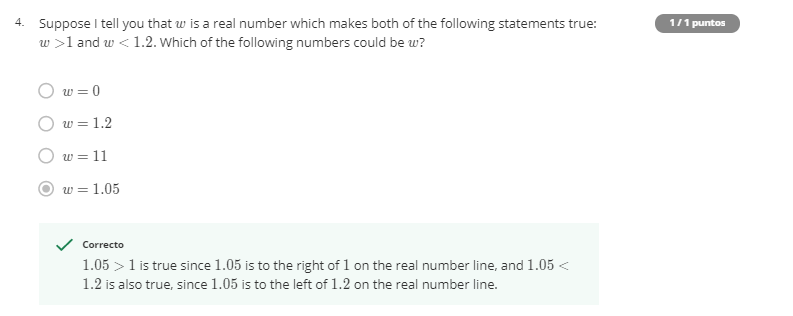 4. Suppose I tell you that w is a real number which makes both of the following statements true:
1 / 1 puntos
w >1 and w < 1.2. Which of the following numbers could be w?
w = 0
w = 1.2
w = 11
w = 1.05
Correcto
1.05 > 1 is true since 1.05 is to the right of 1 on the real number line, and 1.05 <
1.2 is also true, since 1.05 is to the left of 1.2 on the real number line.